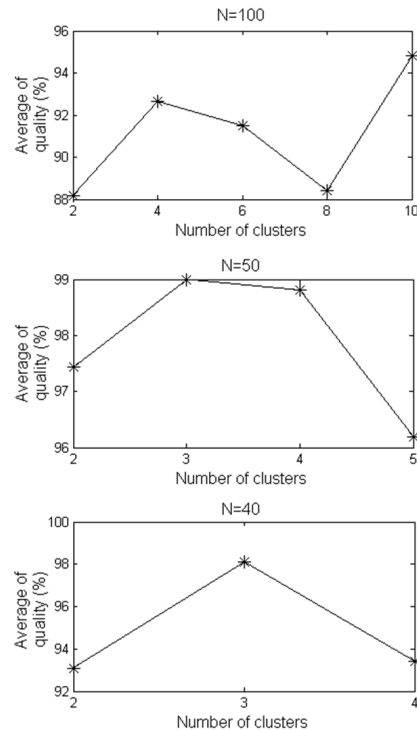 N=100
Average of
quality (%)
96
94
92
90
88
2 4 6 8 10
Number of clusters
N=50
Average of
quality (%)
99
98
97
96
2 3 4 5
Number of clusters
N=40
Average of
quality (%)
100
98
96
94
92
2 3 4
Number of clusters